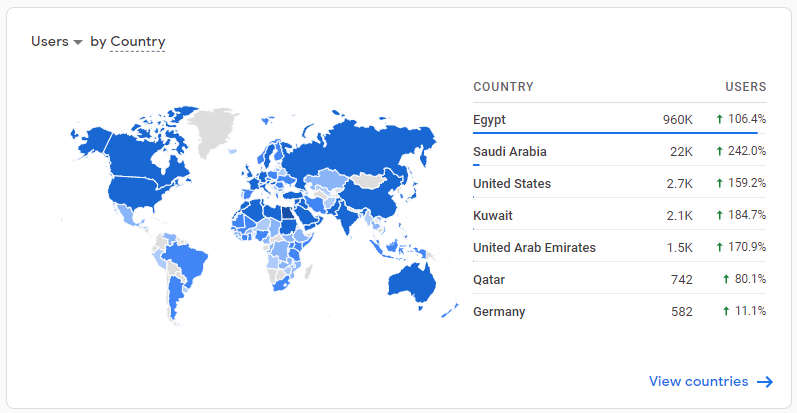 Users by Country
COUNTRY USERS
Egypt 960K ↑ 106.4%
Saudi Arabia 22K ↑ 242.0%
United States 2.7K ↑ 159.2%
Kuwait 2.1K ↑ 184.7%
United Arab Emirates 1.5K ↑ 170.9%
Qatar 742 ↑ 80.1%
Germany 582 ↑ 11.1%
View countries →